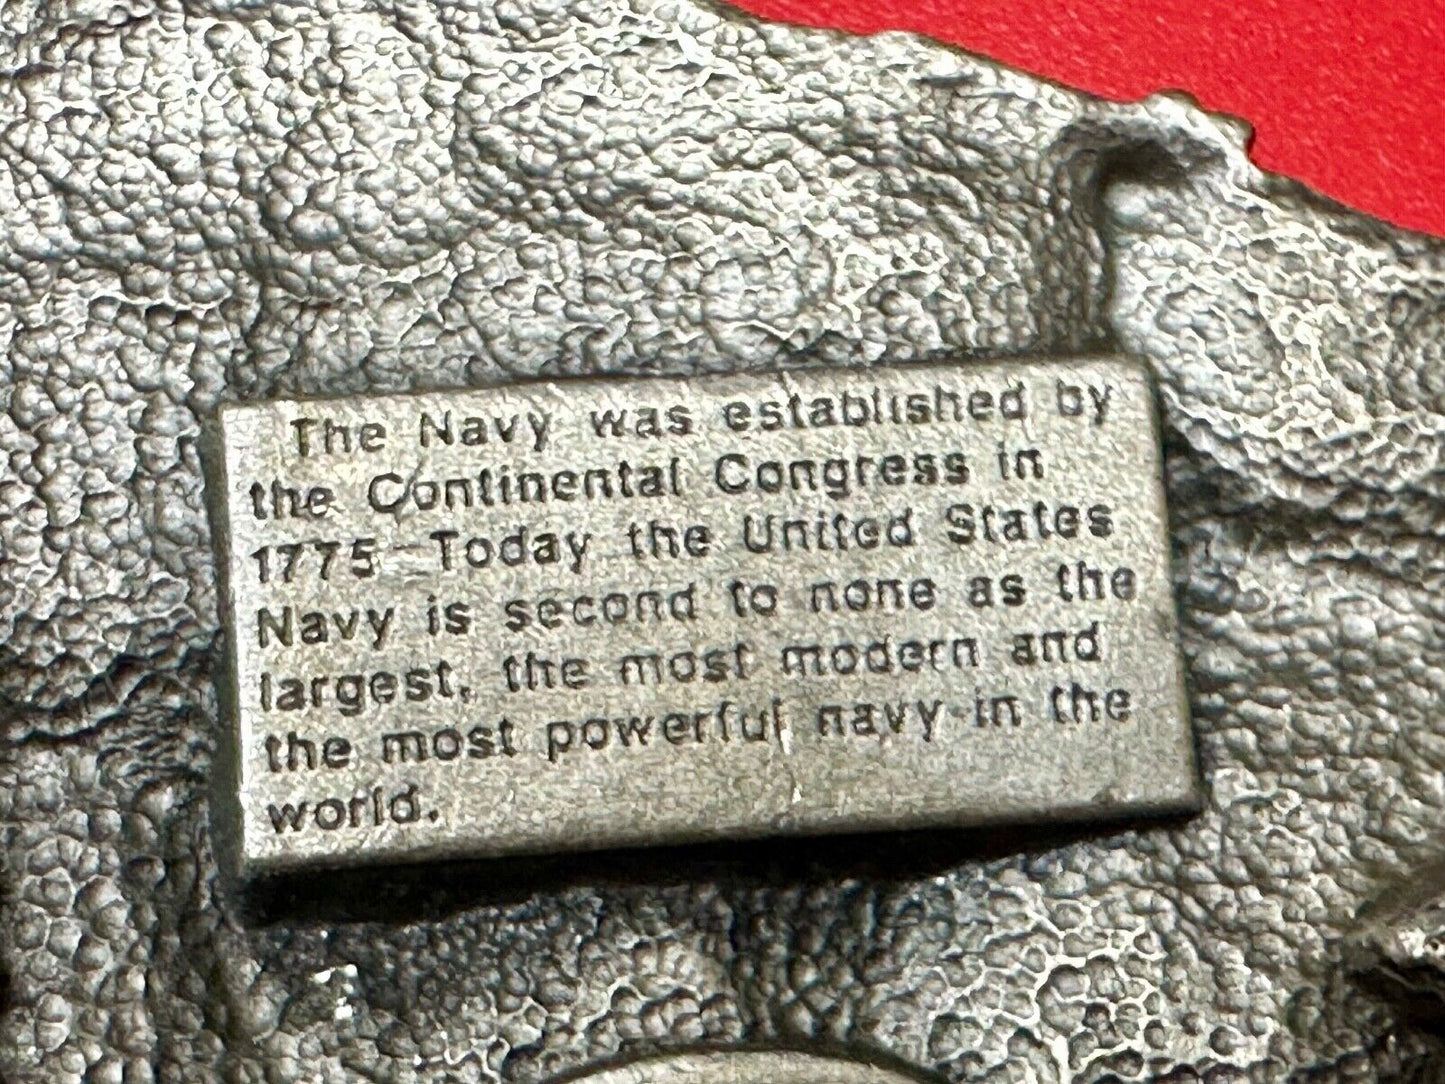 The Navy was established by
the Continental Congress in
1775-Today the United States
Navy is second to none as the
largest, the most modern and
the most powerful navy in the
world.